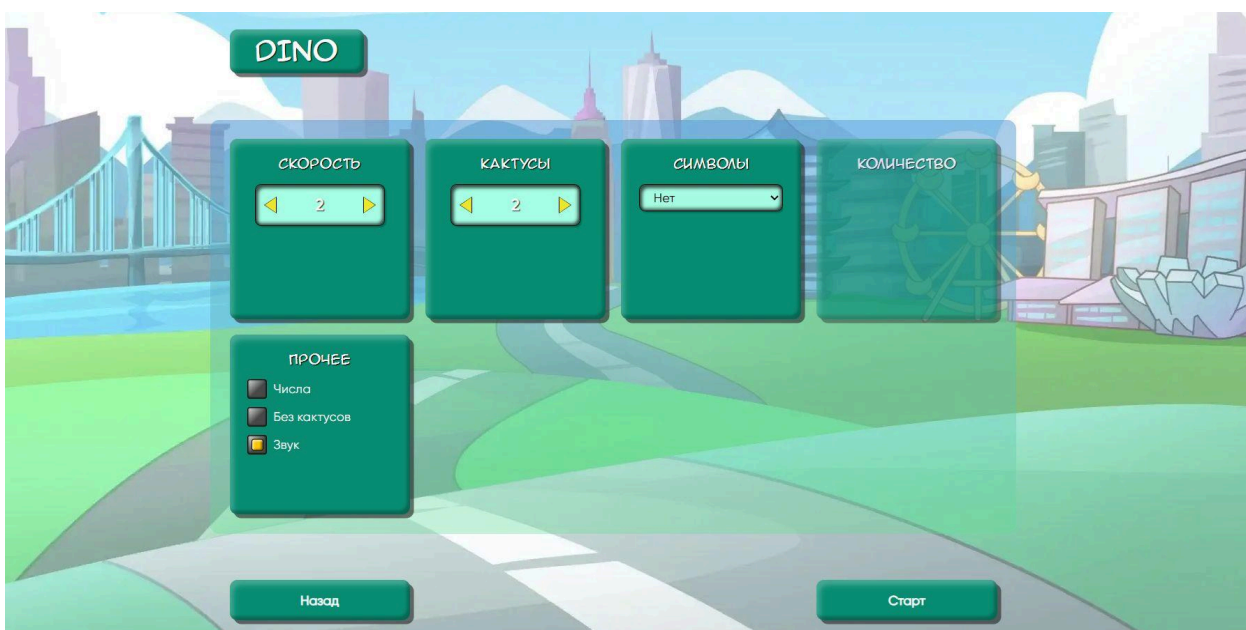 DINO
СКОРОСТЬ
2
КАКТУСЫ
2
СИМВОЛЫ
Нет
КОЛИЧЕСТВО
ПРОЧЕЕ
Числа
Без кактусов
Звук
Назад
Старт